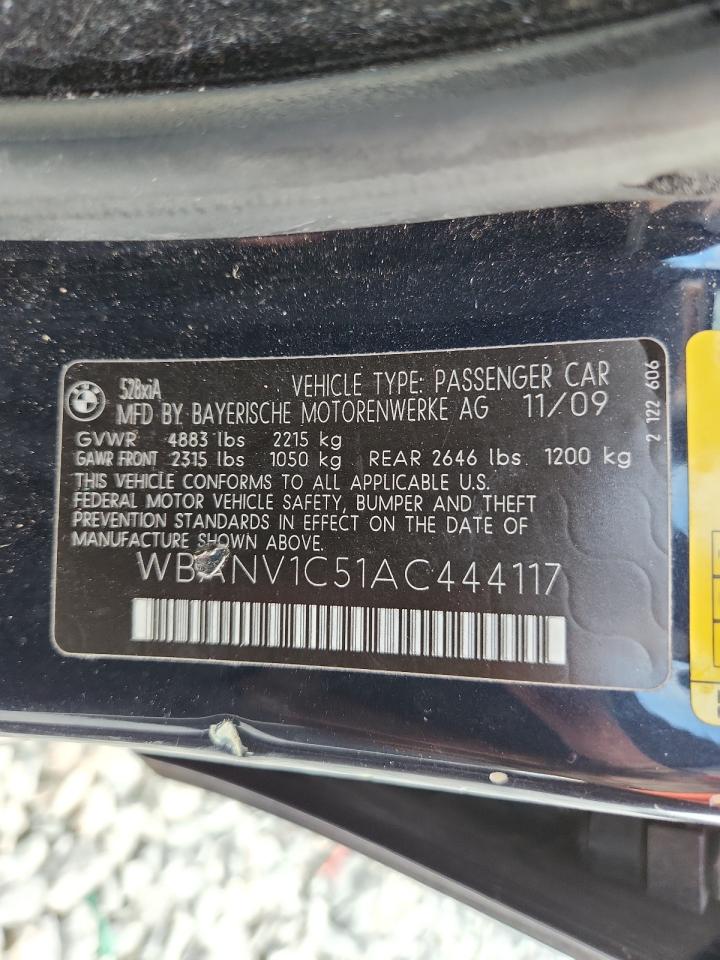 528xiA VEHICLE TYPE: PASSENGER CAR
MFD BY: BAYERISCHE MOTORENWERKE AG 11/09
GVWR 4883 lbs 2215 kg
GAWR FRONT 2315 lbs 1050 kg REAR 2646 lbs 1200 kg
THIS VEHICLE CONFORMS TO ALL APPLICABLE U.S.
FEDERAL MOTOR VEHICLE SAFETY, BUMPER AND THEFT
PREVENTION STANDARDS IN EFFECT ON THE DATE OF
MANUFACTURE SHOWN ABOVE.
WBANV1C51AC444117
2 122 606